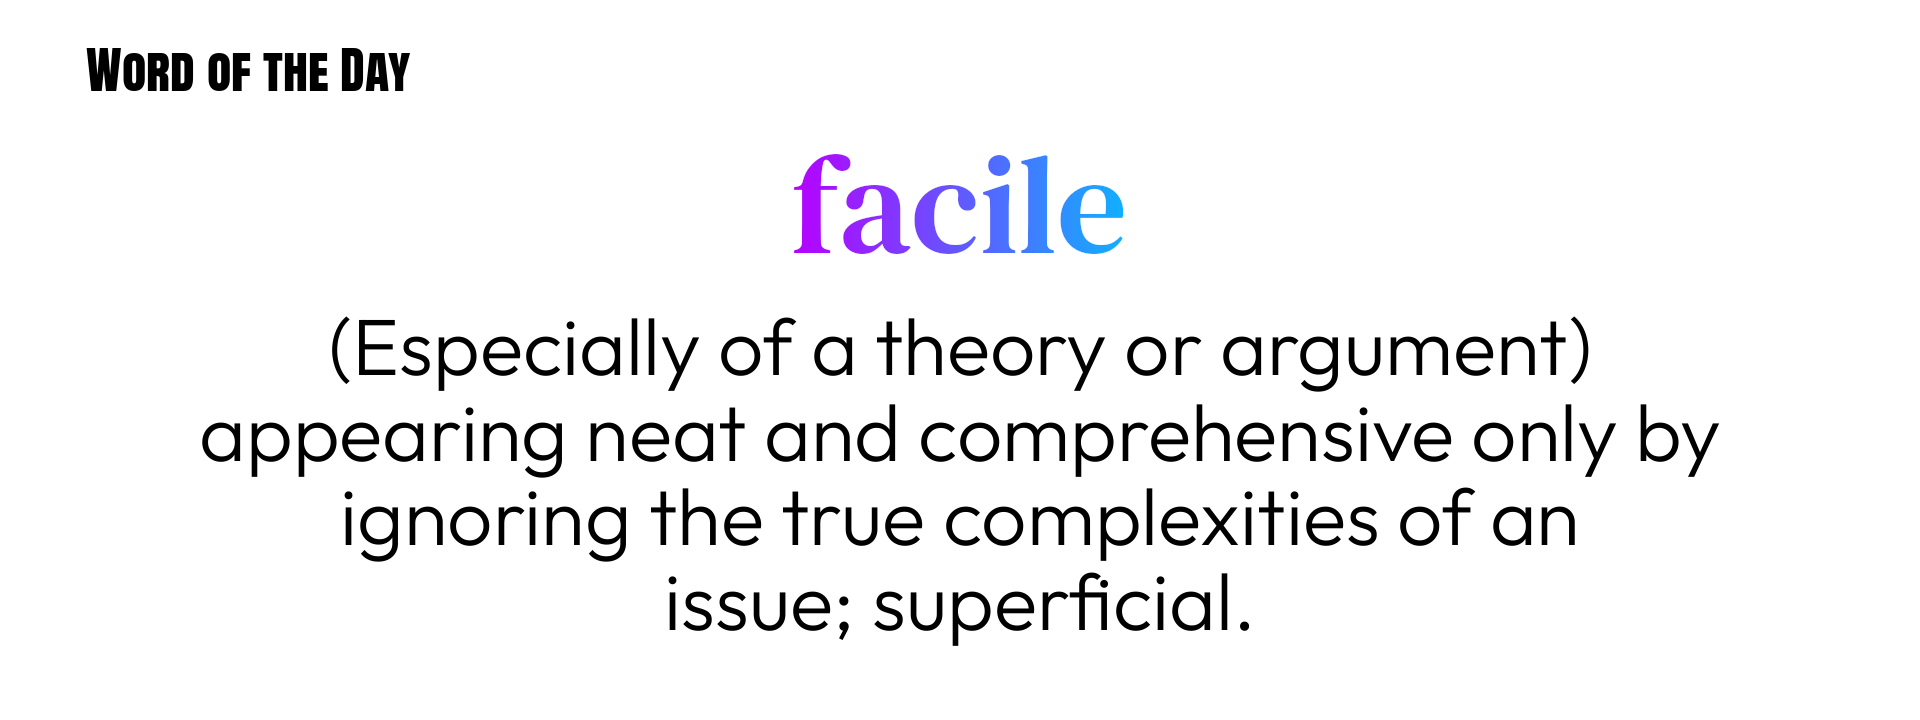 Word of the Day
facile
(Especially of a theory or argument)
appearing neat and comprehensive only by
ignoring the true complexities of an
issue; superficial.